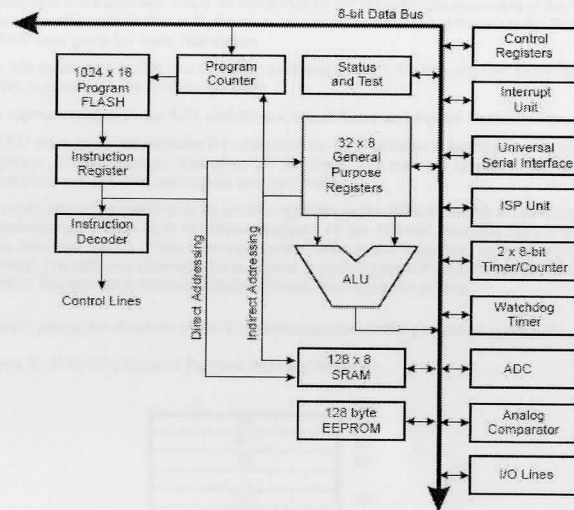 8-bit Data Bus
1024 x 16
Program
FLASH
Program
Counter
Status
and Test
Control
Registers
Interrupt
Unit
Instruction
Register
32 x 8
General
Purpose
Registers
Universal
Serial Interface
ISP Unit
Instruction
Decoder
2 x 8-bit
Timer/Counter
Direct Addressing
Indirect Addressing
ALU
Control Lines
Watchdog
Timer
128 x 8
SRAM
ADC
128 byte
EEPROM
Analog
Comparator
I/O Lines